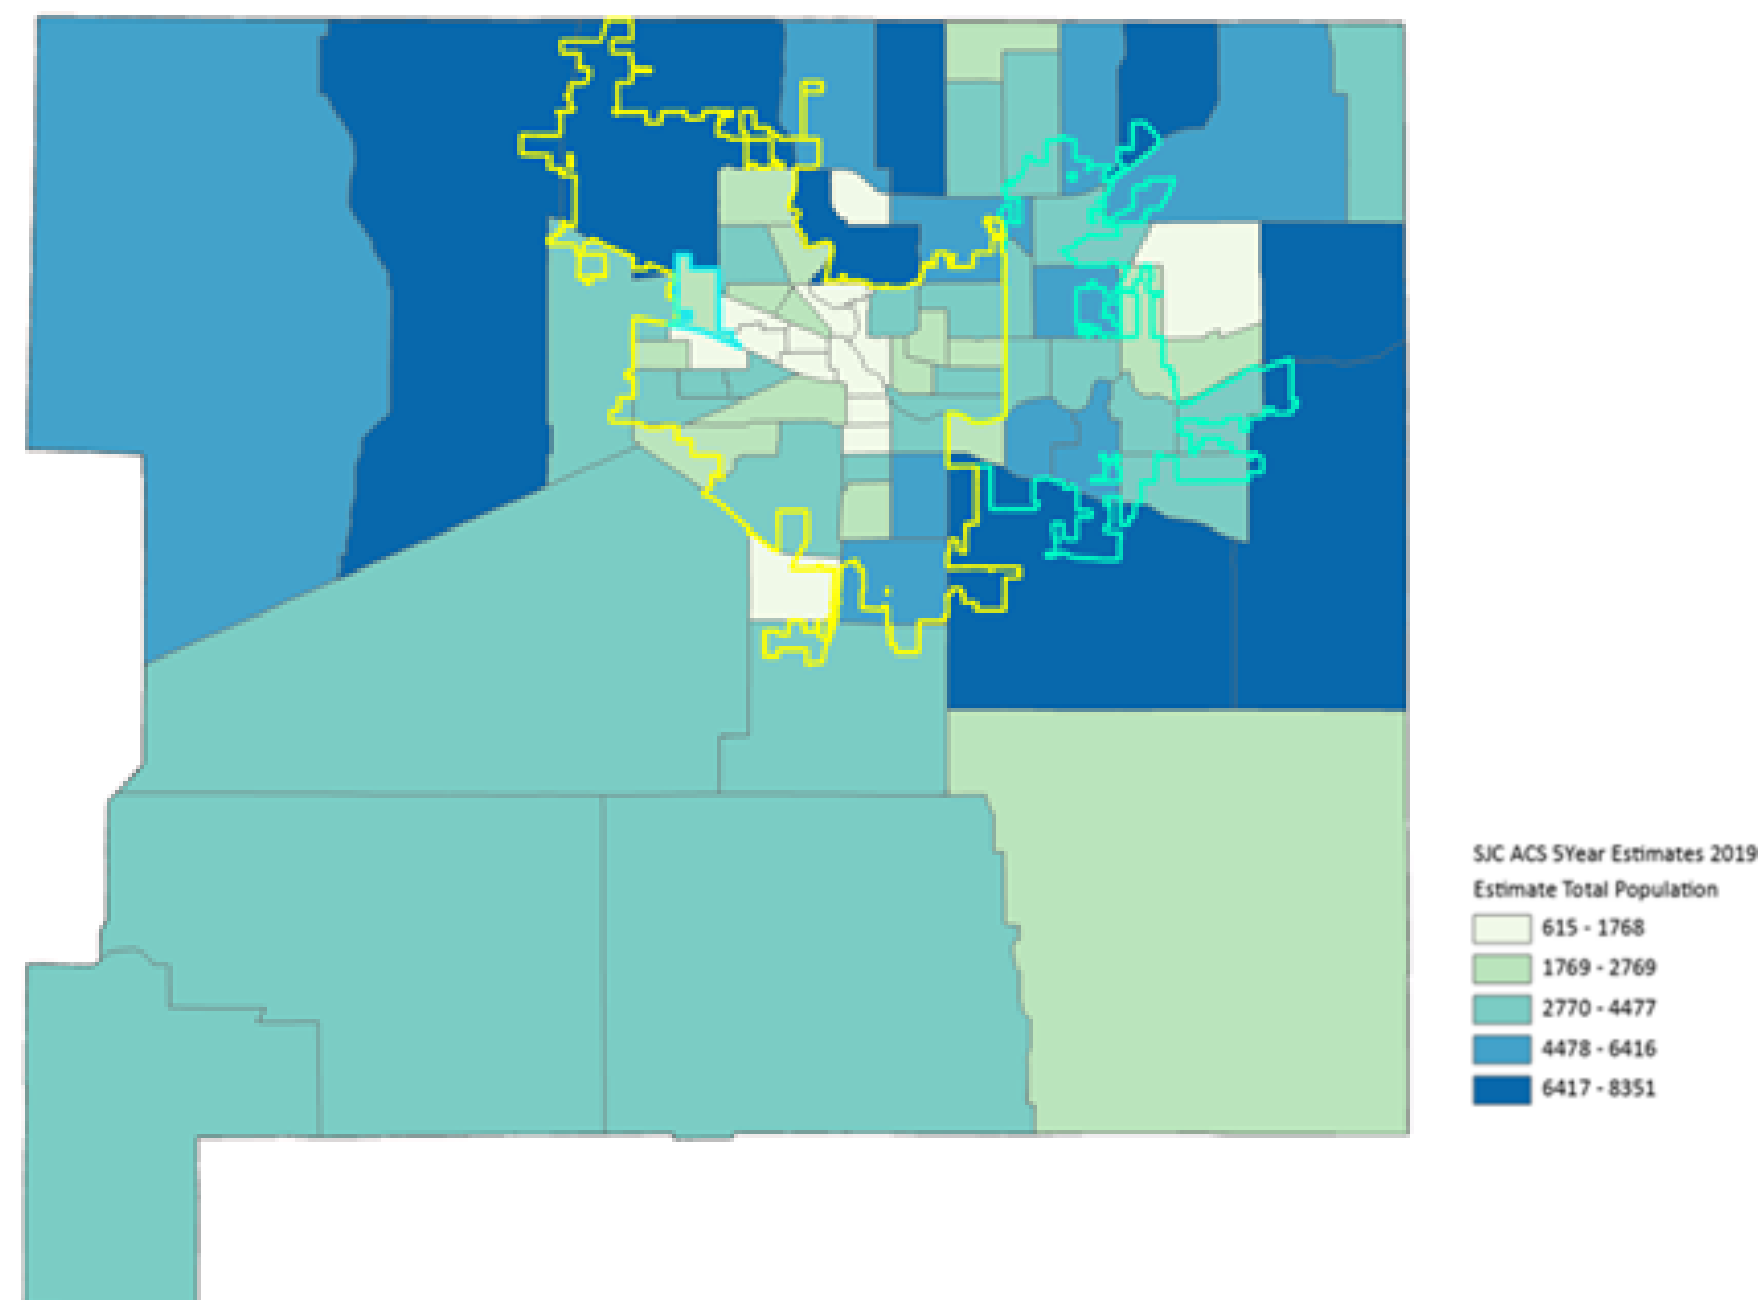 SJC ACS 5Year Estimates 2019
Estimate Total Population
615 - 1768
1769 - 2769
2770 - 4477
4478 - 6416
6417 - 8351